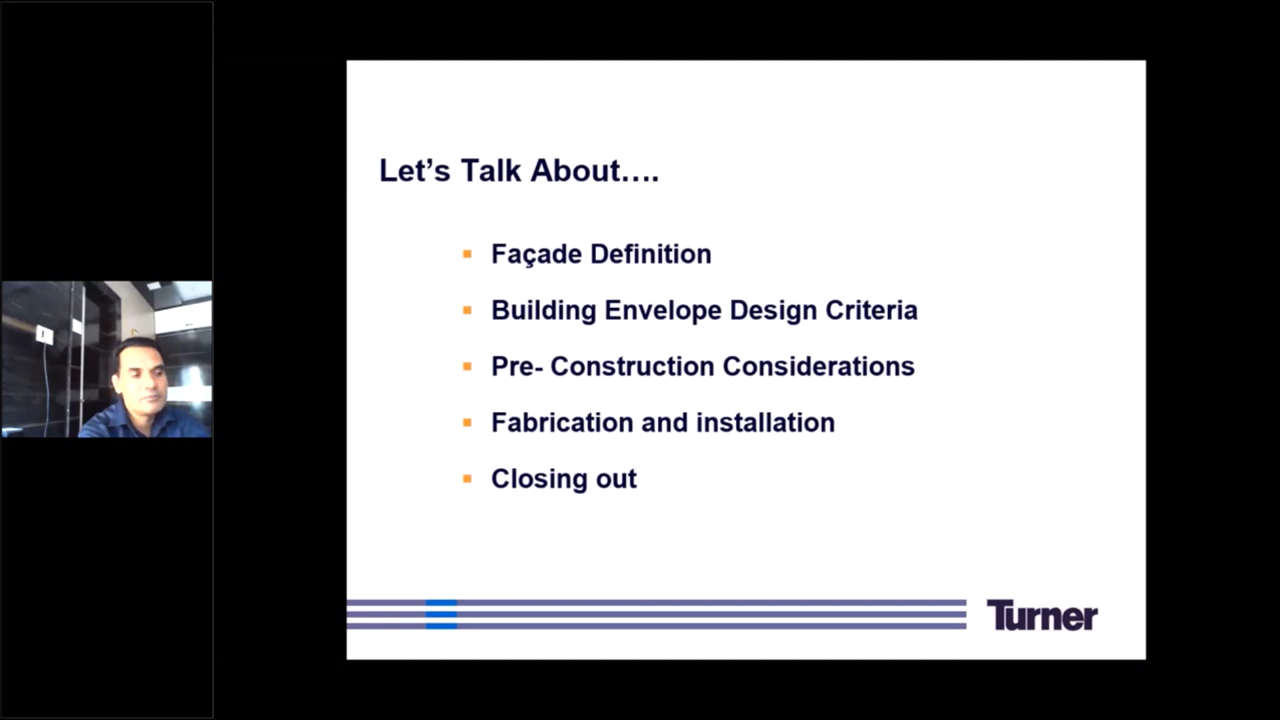 Let’s Talk About….
Façade Definition
Building Envelope Design Criteria
Pre- Construction Considerations
Fabrication and installation
Closing out
Turner